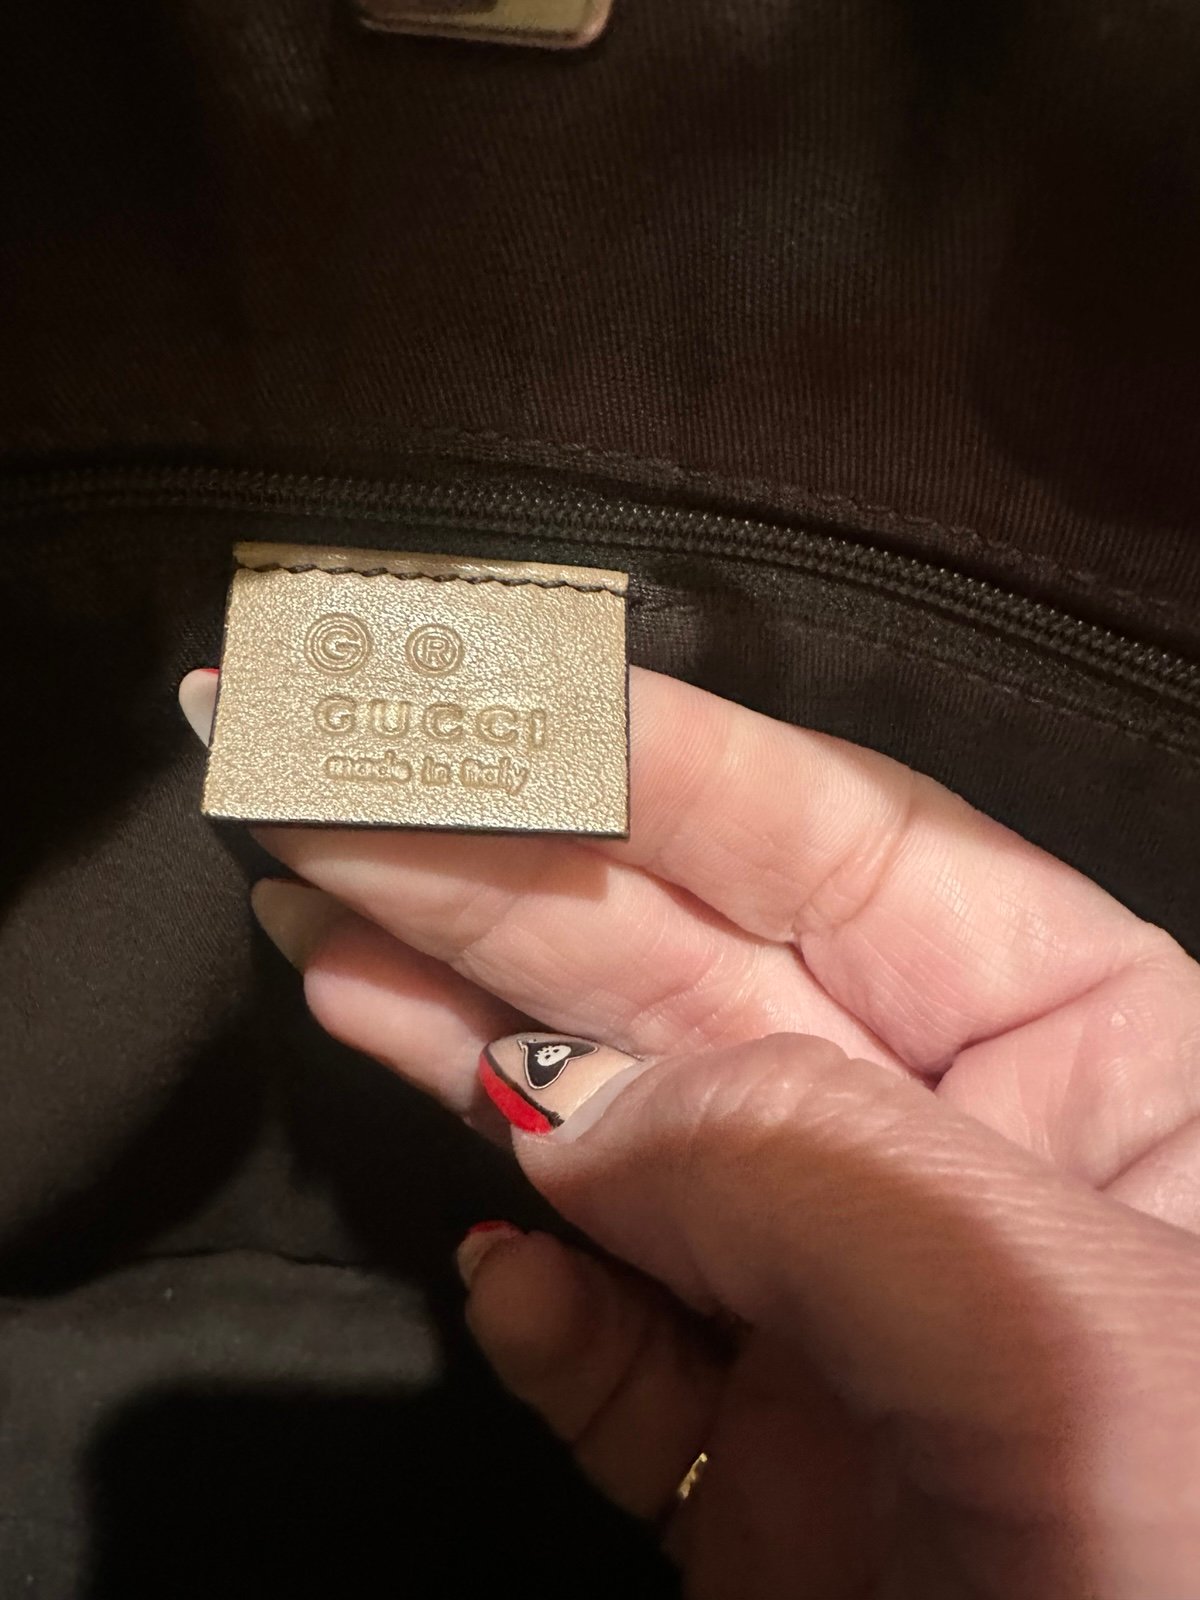 Ⓖ ®
GUCCI
made in italy